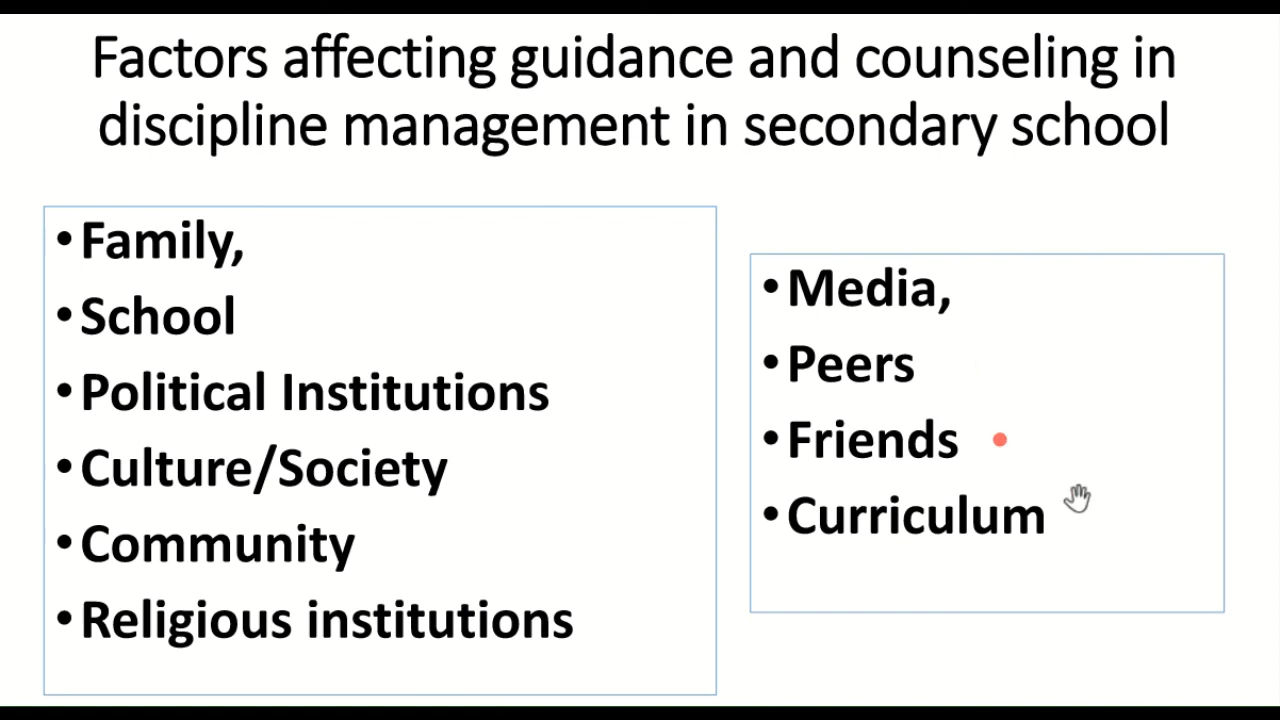 Factors affecting guidance and counseling in
discipline management in secondary school
•Family,
•School
•Political Institutions
•Culture/Society
•Community
•Religious institutions
•Media,
•Peers
•Friends
•Curriculum